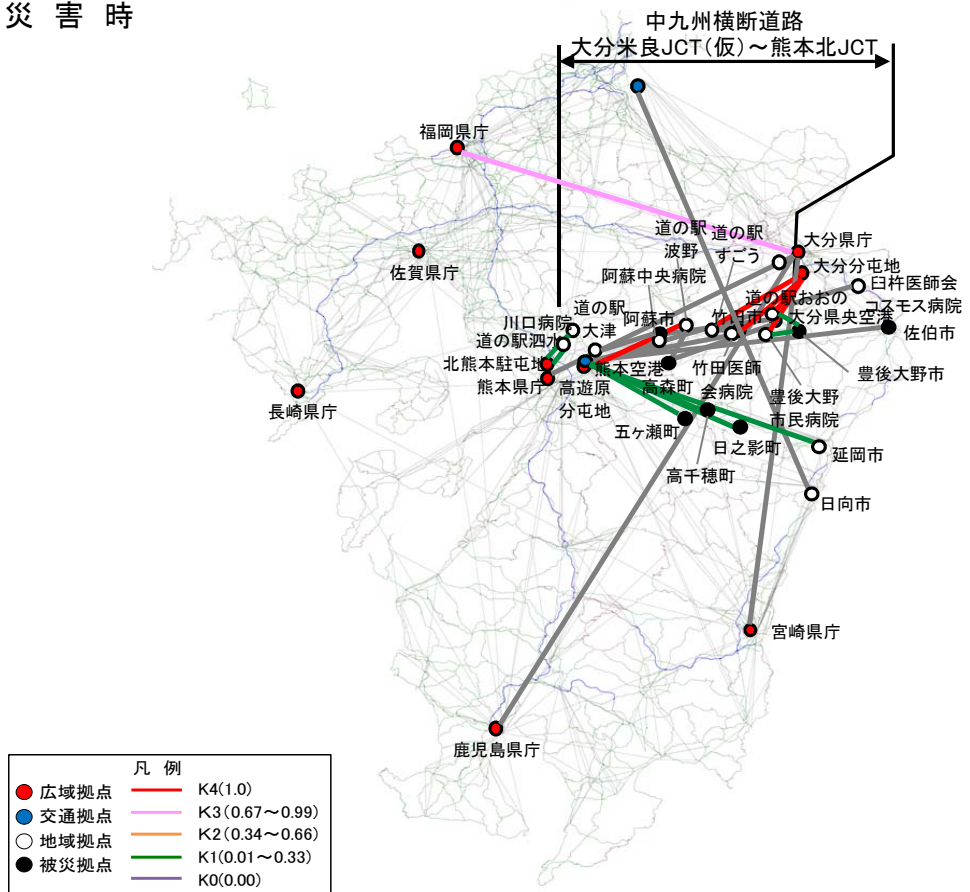 災 害 時
中九州横断道路
大分米良JCT(仮)～熊本北JCT
福岡県庁
佐賀県庁
長崎県庁
道の駅
波野
道の駅
すごう
大分県庁
大分分屯地
臼杵医師会
コスモス病院
阿蘇中央病院
道の駅おおの
大分県央空港
佐伯市
道の駅
大津
川口病院
道の駅泗水
阿蘇市
竹田市
北熊本駐屯地
熊本県庁
熊本空港
高遊原
分屯地
高森町
竹田医師
会病院
豊後大野市
豊後大野
市民病院
五ヶ瀬町
日之影町
高千穂町
延岡市
日向市
宮崎県庁
鹿児島県庁
凡 例
広域拠点
交通拠点
地域拠点
被災拠点
K4(1.0)
K3(0.67～0.99)
K2(0.34～0.66)
K1(0.01～0.33)
K0(0.00)